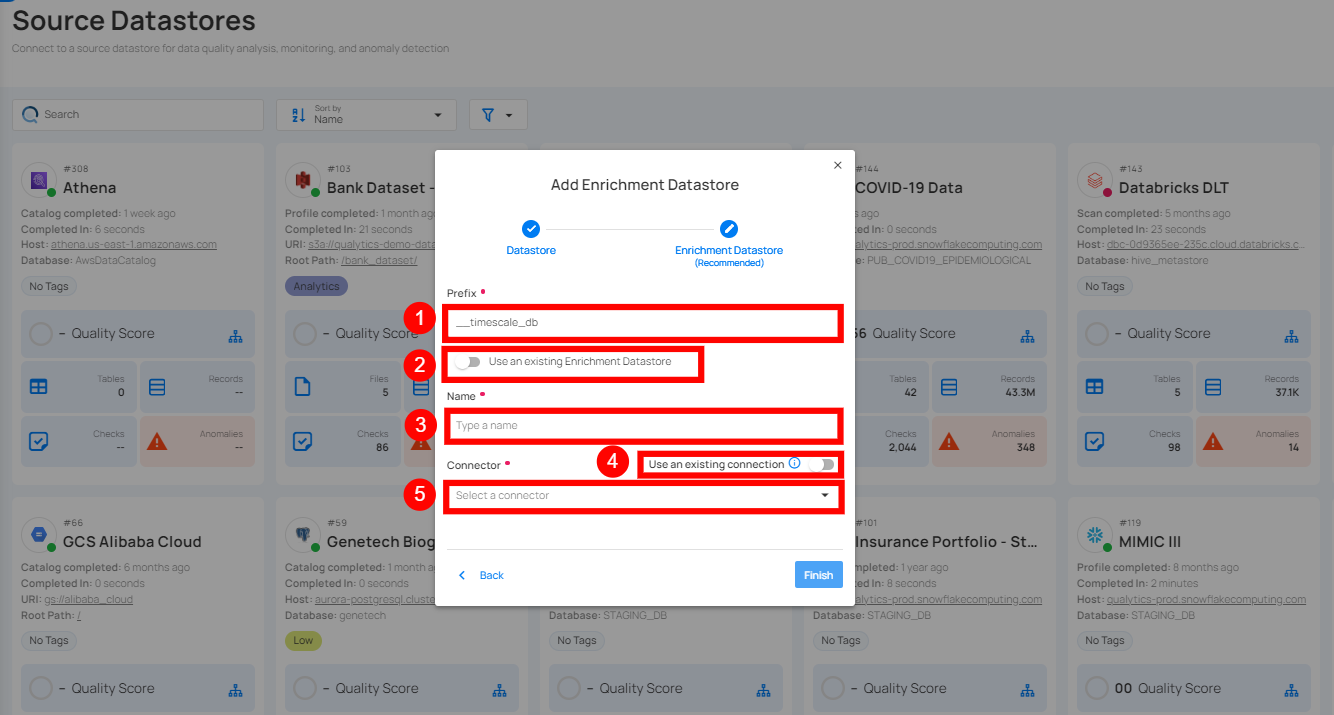 Source Datastores
Connect to a source datastore for data quality analysis, monitoring, and anomaly detection
Search
Sort by
Name
#308
Athena
Catalog completed: 1 week ago
Completed In: 6 seconds
Host: athena.us-east-1.amazonaws.com
Database: AwsDataCatalog
No Tags
– Quality Score
Tables
0
Records
--
Checks
--
Anomalies
--
#103
Bank Dataset -
Profile completed: 1 month ago
Completed In: 21 seconds
URI: s3a://qualytics-demo-data
Root Path: /bank_dataset/
Analytics
– Quality Score
Files
5
Checks
86
Add Enrichment Datastore
Datastore
Enrichment Datastore
(Recommended)
Prefix •
1
__timescale_db
2
Use an existing Enrichment Datastore
Name •
3
Type a name
Connector •
4
Use an existing connection
5
Select a connector
Back
Finish
#144
COVID-19 Data
ago
0 seconds
alytics-prod.snowflakecomputing.com
PUB_COVID19_EPIDEMIOLOGICAL
Quality Score
Tables
42
Records
43.3M
Checks
2,044
Anomalies
348
#143
Databricks DLT
Scan completed: 5 months ago
Completed In: 23 seconds
Host: dbc-0d9365ee-235c.cloud.databricks.c...
Database: hive_metastore
No Tags
– Quality Score
Tables
5
Records
37.1K
Checks
98
Anomalies
14
#66
GCS Alibaba Cloud
Catalog completed: 6 months ago
Completed In: 0 seconds
URI: gs://alibaba_cloud
Root Path: /
No Tags
– Quality Score
#59
Genetech Biog
Catalog completed: 1 month a
Completed In: 0 seconds
Host: aurora-postgresql.cluste
Database: genetech
Low
– Quality Score
Database: STAGING_DB
No Tags
– Quality Score
#101
Insurance Portfolio - St...
mpleted: 1 year ago
d In: 8 seconds
alytics-prod.snowflakecomputing.com
Database: STAGING_DB
No Tags
– Quality Score
#119
MIMIC III
Profile completed: 8 months ago
Completed In: 2 minutes
Host: qualytics-prod.snowflakecomputing.com
Database: STAGING_DB
No Tags
00 Quality Score